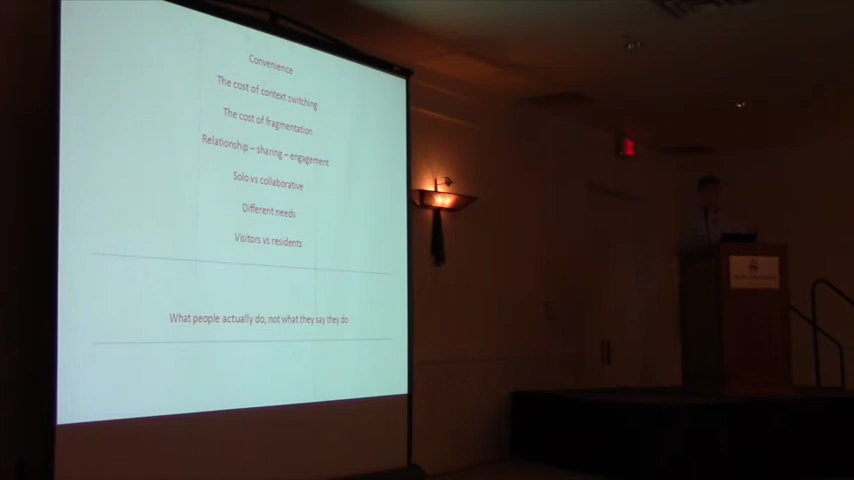 Convenience
The cost of context switching
The cost of fragmentation
Relationship – sharing – engagement
Solo vs collaborative
Different needs
Visitors vs residents
What people actually do, not what they say they do